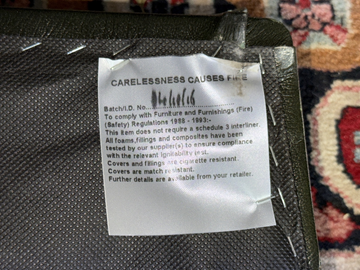 CARELESSNESS CAUSES FIRE
Batch/I.D. No.
To comply with Furniture and Furnishings (Fire)
(Safety) Regulations 1988 - 1993:-
This item does not require a schedule 3 interliner.
All foams,fillings and composites have been
tested by our supplier(s) to ensure compliance
with the relevant ignitability test.
Covers and fillings are cigarette resistant.
Covers are match resistant.
Further details are available from your retailer.